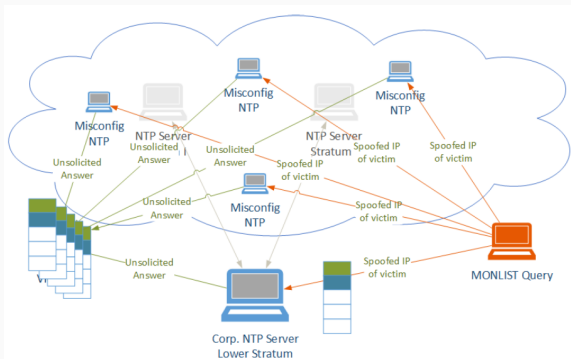 Misconfig
NTP
Misconfig
NTP
Misconfig
NTP
NTP Server
NTP Server
Stratum
Unsolicited
Answer
Unsolicited
Answer
Unsolicited
Answer
Spoofed IP
of victim
Spoofed IP
of victim
Spoofed IP
of victim
Unsolicited
Answer
Misconfig
NTP
Spoofed IP
of victim
Unsolicited
Answer
Spoofed IP
of victim
MONLIST Query
Corp. NTP Server
Lower Stratum